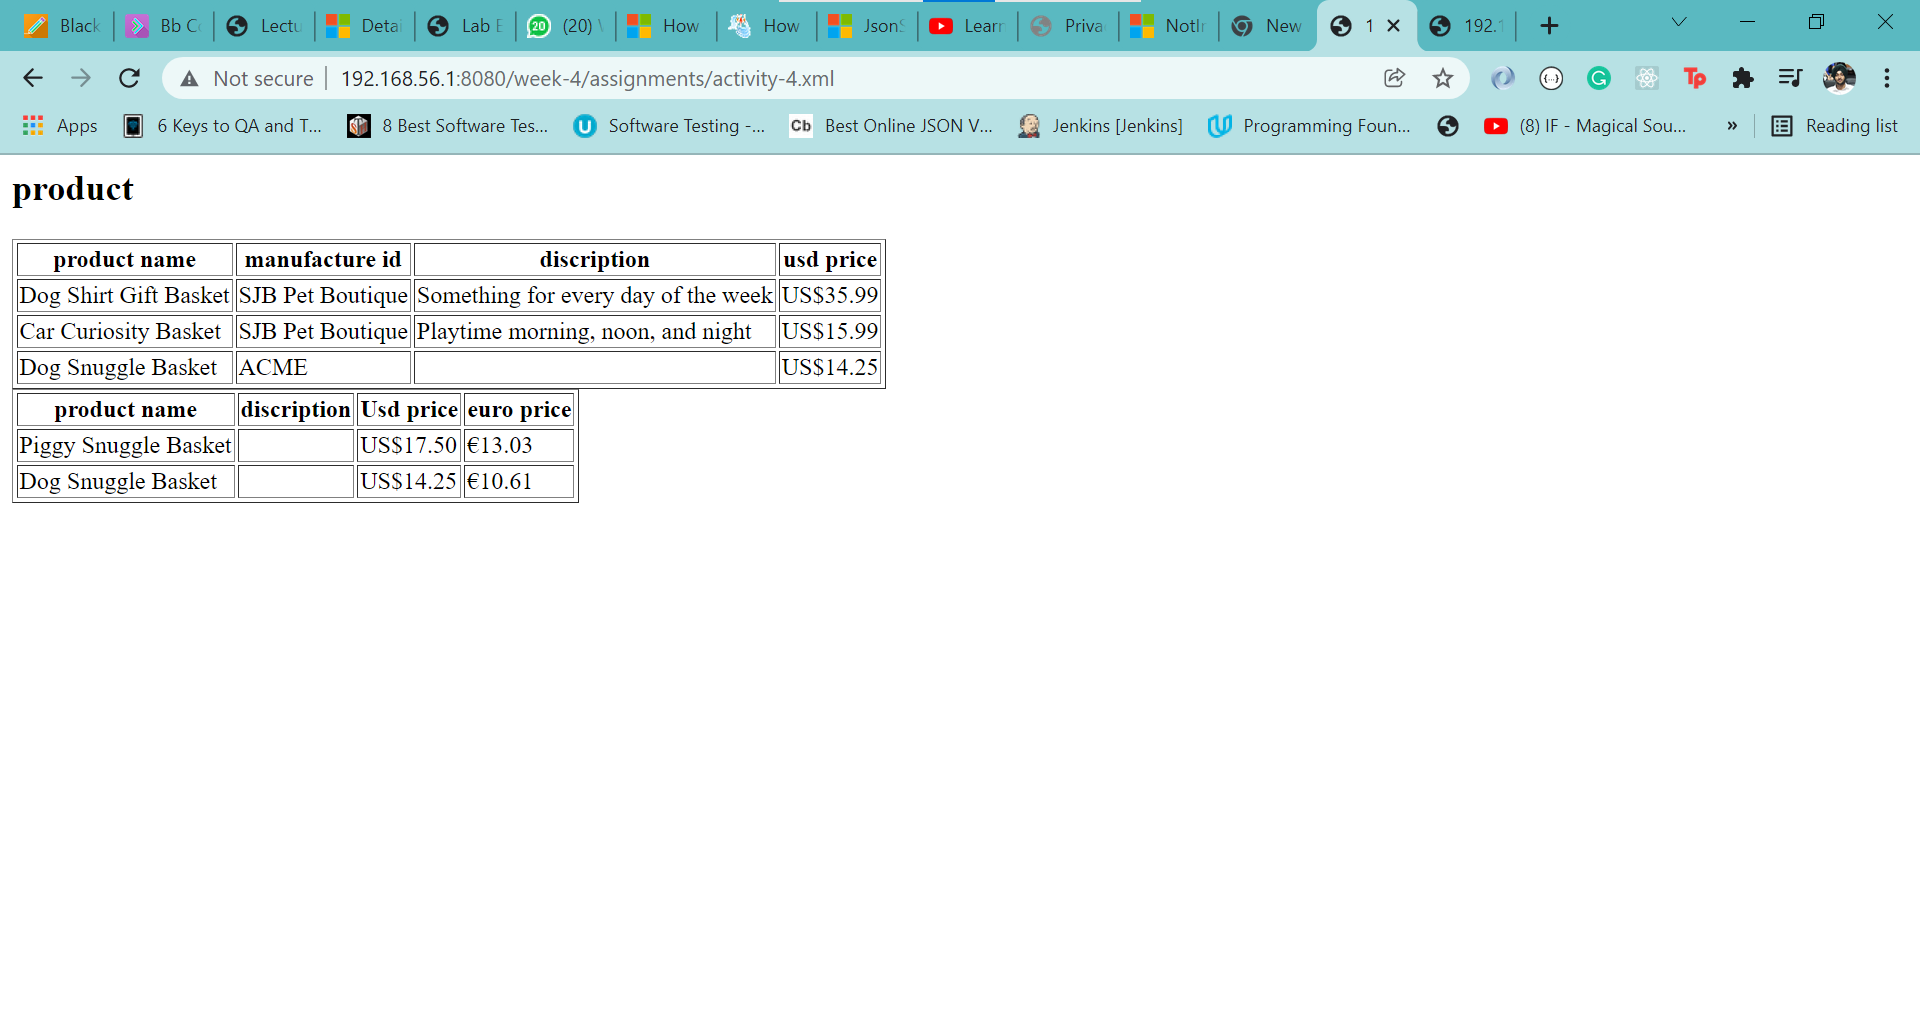 Black Bb C Lectu Detai Lab E (20) How How Learn Priva New 1 192.1
Not secure 192.168.56.1:8080/week-4/assignments/activity-4.xml
Apps 6 Keys to QA and T... 8 Best Software Tes... Software Testing -... Cb Best Online JSON V... Jenkins [Jenkins] Programming Foun... (8) IF - Magical Sou... » Reading list
product
product name manufacture id discription usd price
Dog Shirt Gift Basket SJB Pet Boutique Something for every day of the week US$35.99
Car Curiosity Basket SJB Pet Boutique Playtime morning, noon, and night US$15.99
Dog Snuggle Basket ACME US$14.25
product name discription Usd price euro price
Piggy Snuggle Basket US$17.50 €13.03
Dog Snuggle Basket US$14.25 €10.61